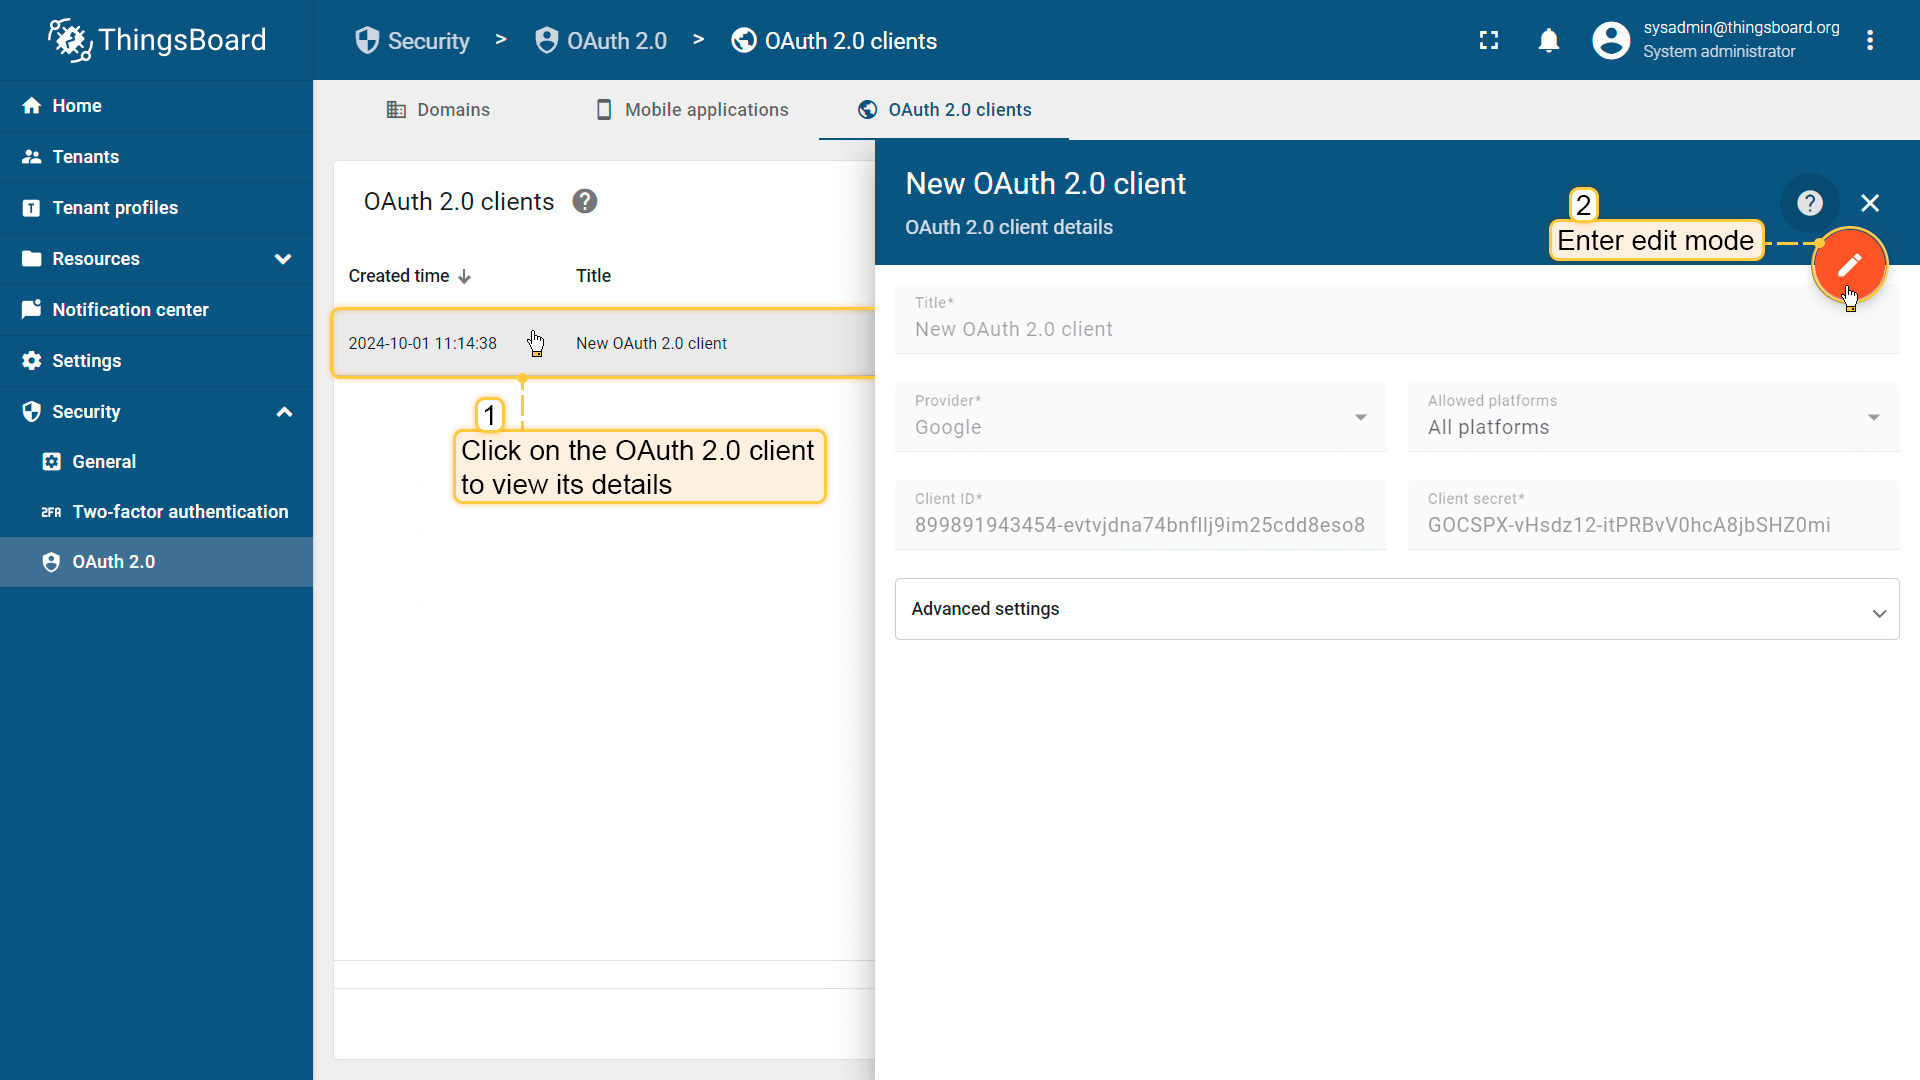 ThingsBoard
Security > OAuth 2.0 > OAuth 2.0 clients
sysadmin@thingsboard.org
System administrator
Home
Tenants
Tenant profiles
Resources
Notification center
Settings
Security
General
2FA Two-factor authentication
OAuth 2.0
Domains
Mobile applications
OAuth 2.0 clients
OAuth 2.0 clients ?
Created time
Title
2024-10-01 11:14:38
New OAuth 2.0 client
1
Click on the OAuth 2.0 client
to view its details
New OAuth 2.0 client
OAuth 2.0 client details
?
2
Enter edit mode
Title*
New OAuth 2.0 client
Provider*
Google
Allowed platforms
All platforms
Client ID*
899891943454-evtvjdna74bnfllj9im25cdd8eso8
Client secret*
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
Advanced settings